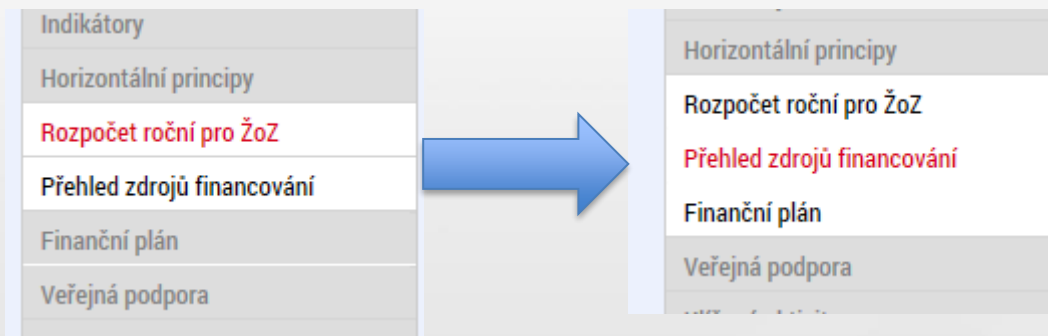 Indikátory
Horizontální principy
Rozpočet roční pro ŽoZ
Přehled zdrojů financování
Finanční plán
Veřejná podpora
Horizontální principy
Rozpočet roční pro ŽoZ
Přehled zdrojů financování
Finanční plán
Veřejná podpora